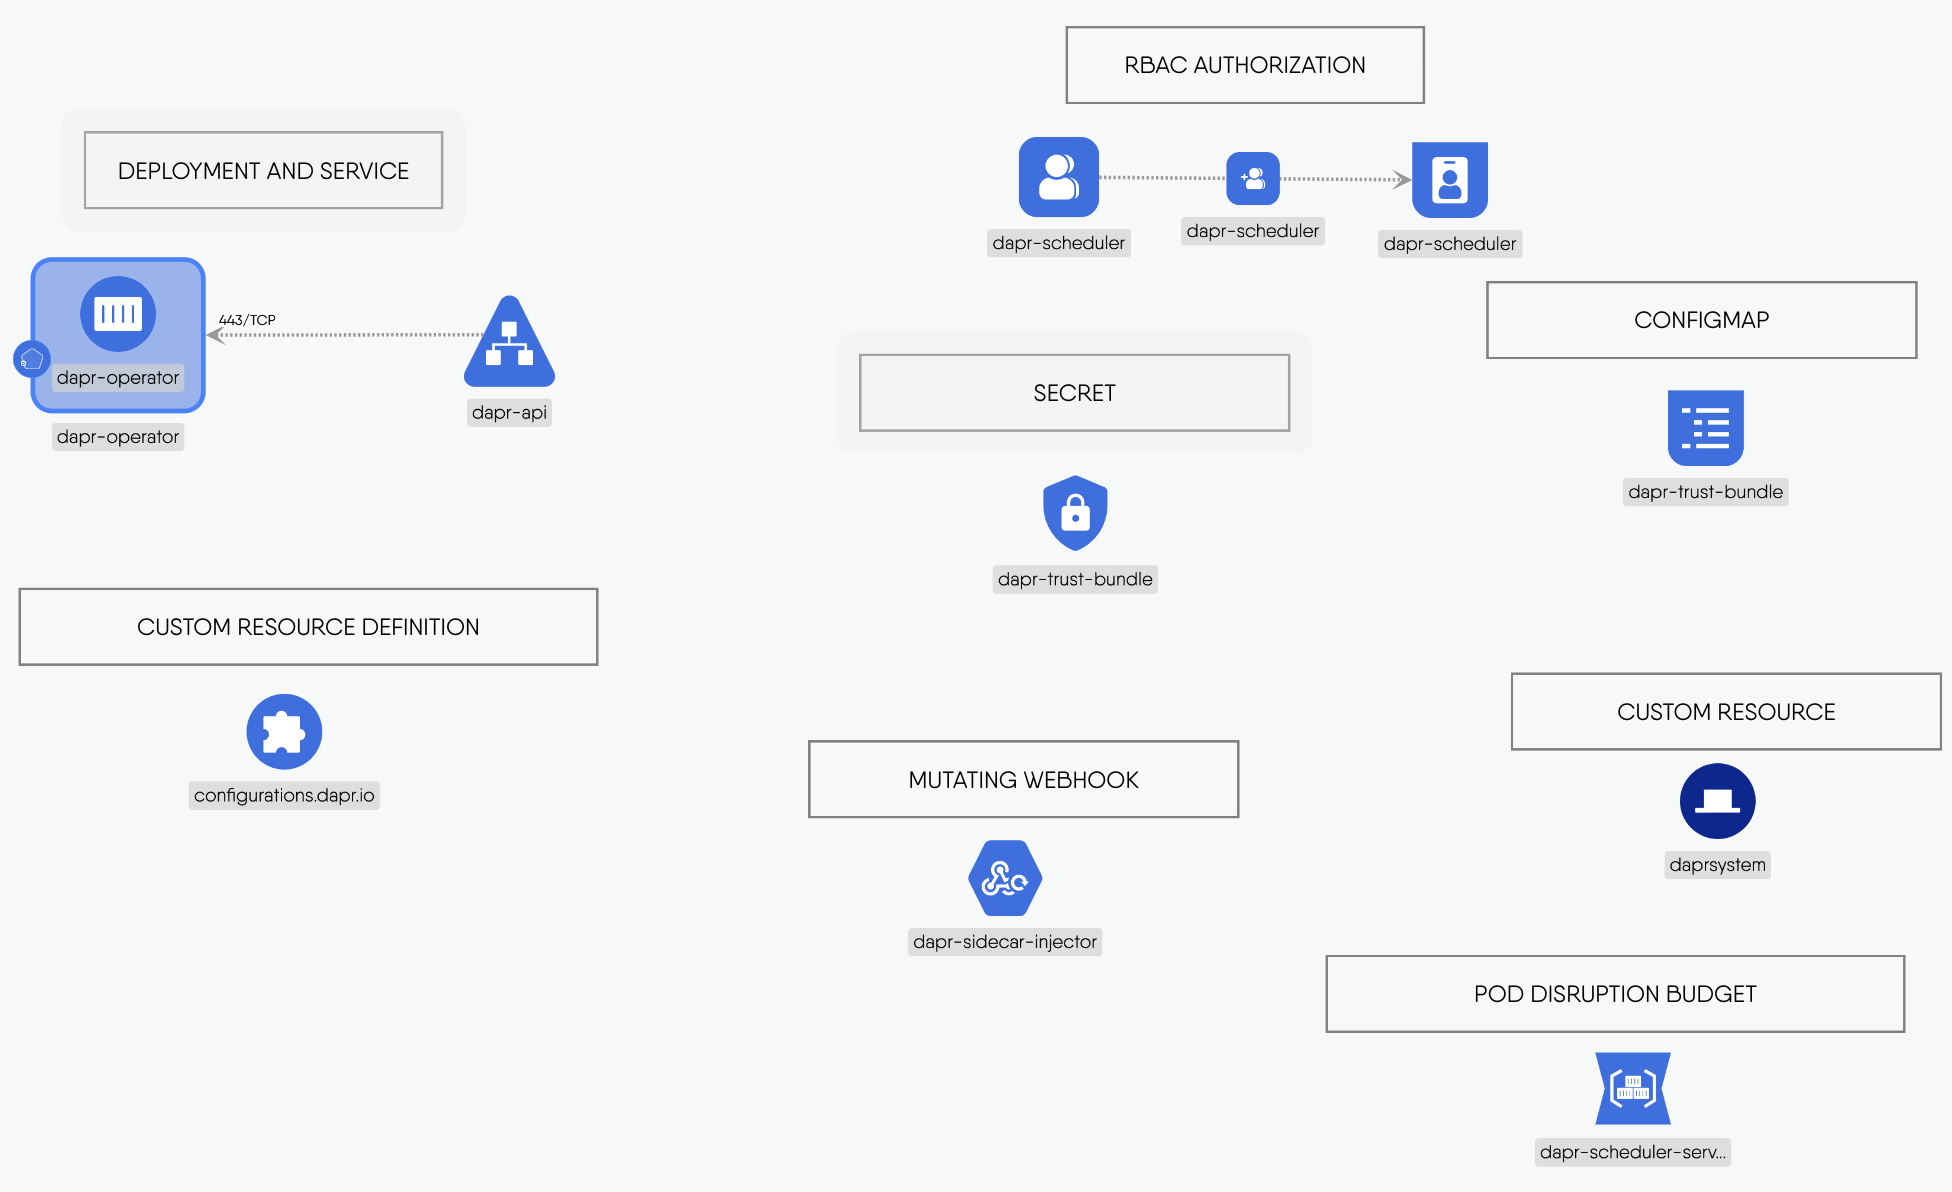 RBAC AUTHORIZATION
dapr-scheduler
dapr-scheduler
dapr-scheduler
DEPLOYMENT AND SERVICE
443/TCP
dapr-operator
dapr-operator
dapr-api
CONFIGMAP
dapr-trust-bundle
SECRET
dapr-trust-bundle
CUSTOM RESOURCE DEFINITION
configurations.dapr.io
MUTATING WEBHOOK
dapr-sidecar-injector
CUSTOM RESOURCE
daprsystem
POD DISRUPTION BUDGET
dapr-scheduler-serv...